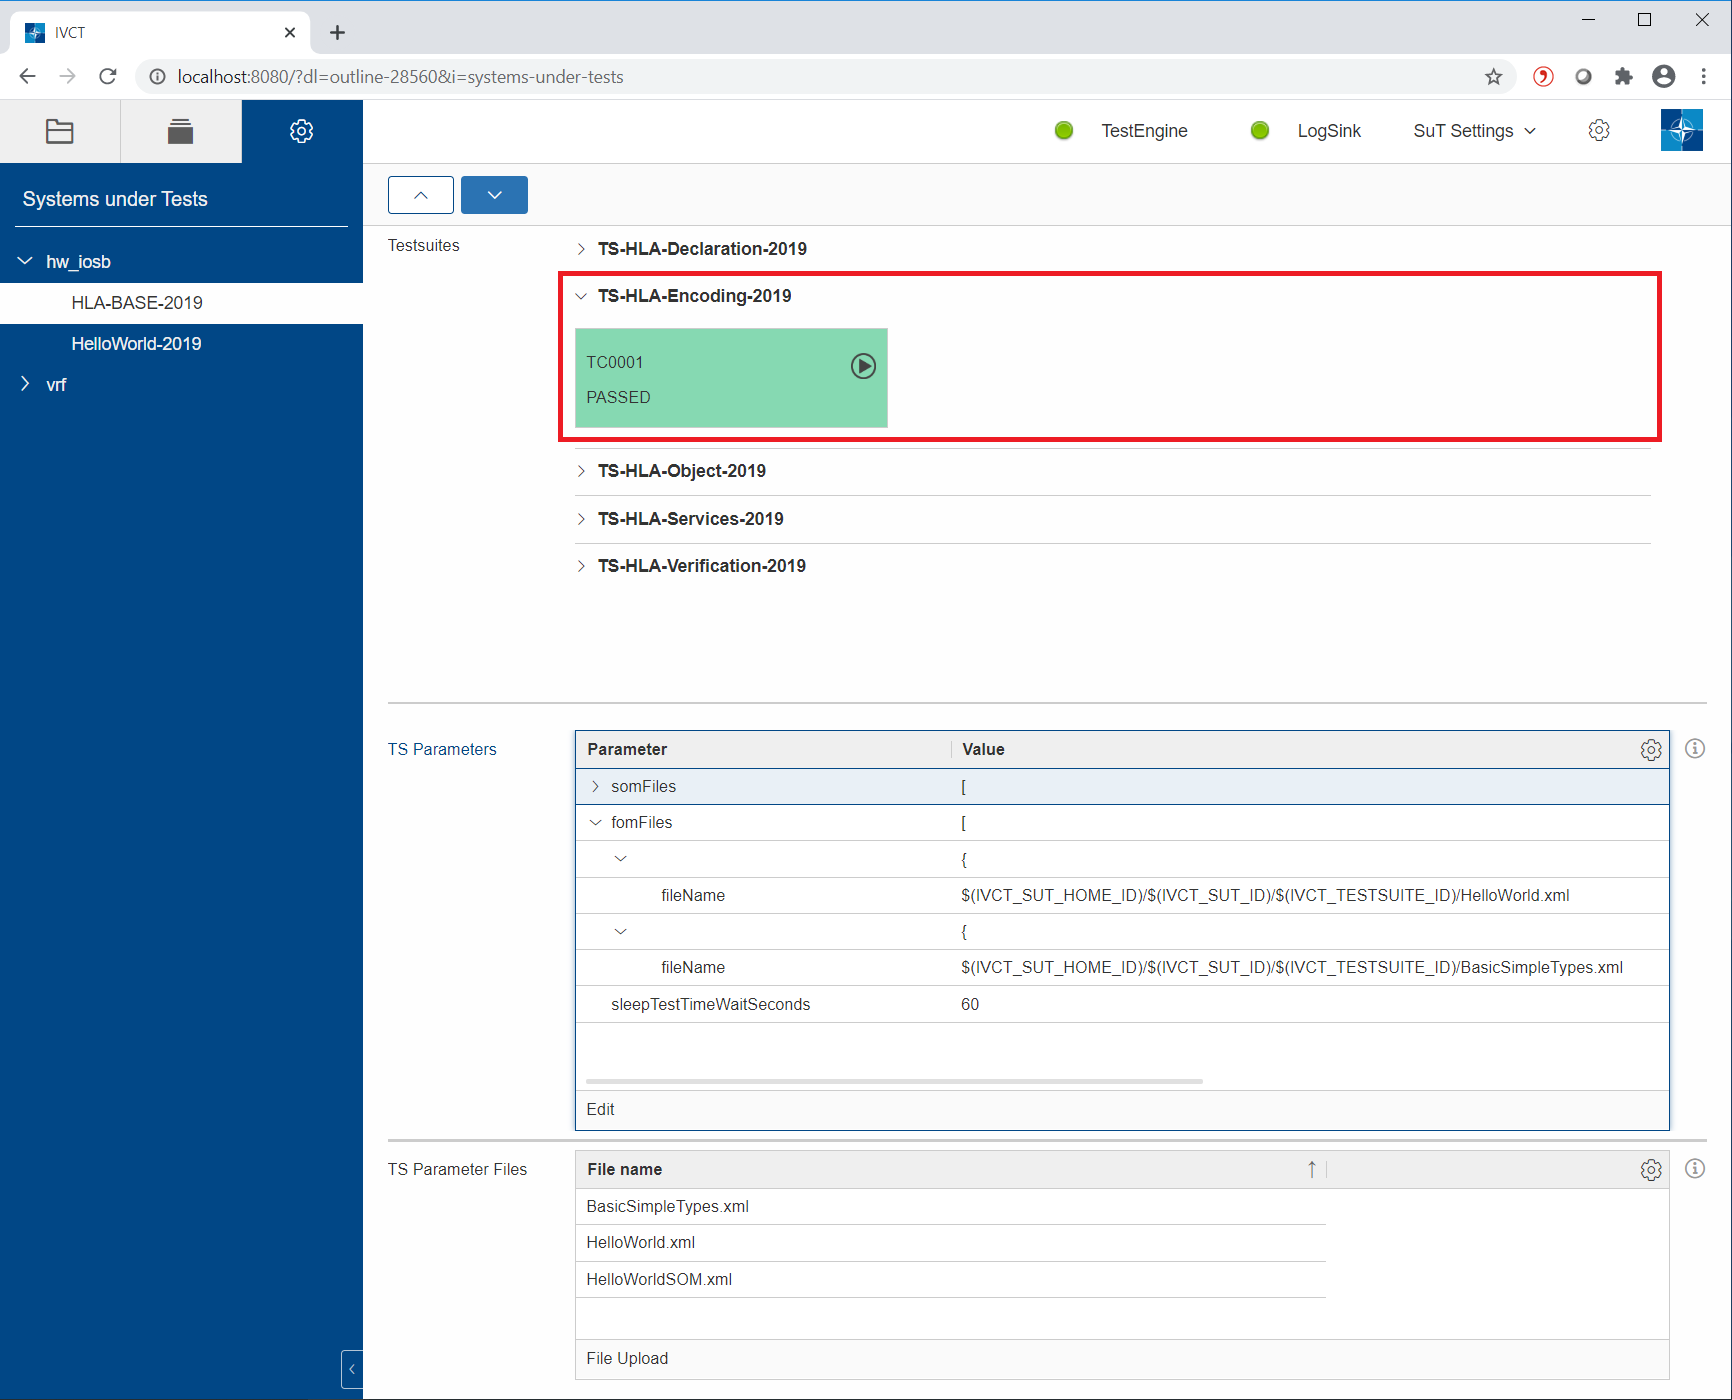 IVCT
localhost:8080/?dl=outline-28560&i=systems-under-tests
TestEngine
LogSink
SuT Settings
Systems under Tests
hw_iosb
HLA-BASE-2019
HelloWorld-2019
vrf
Testsuites
TS-HLA-Declaration-2019
TS-HLA-Encoding-2019
TC0001
PASSED
TS-HLA-Object-2019
TS-HLA-Services-2019
TS-HLA-Verification-2019
TS Parameters
Parameter Value
somFiles [
fomFiles [
{
fileName $(IVCT_SUT_HOME_ID)/$(IVCT_SUT_ID)/$(IVCT_TESTSUITE_ID)/HelloWorld.xml
{
fileName $(IVCT_SUT_HOME_ID)/$(IVCT_SUT_ID)/$(IVCT_TESTSUITE_ID)/BasicSimpleTypes.xml
sleepTestTimeWaitSeconds 60
Edit
TS Parameter Files
File name
BasicSimpleTypes.xml
HelloWorld.xml
HelloWorldSOM.xml
File Upload